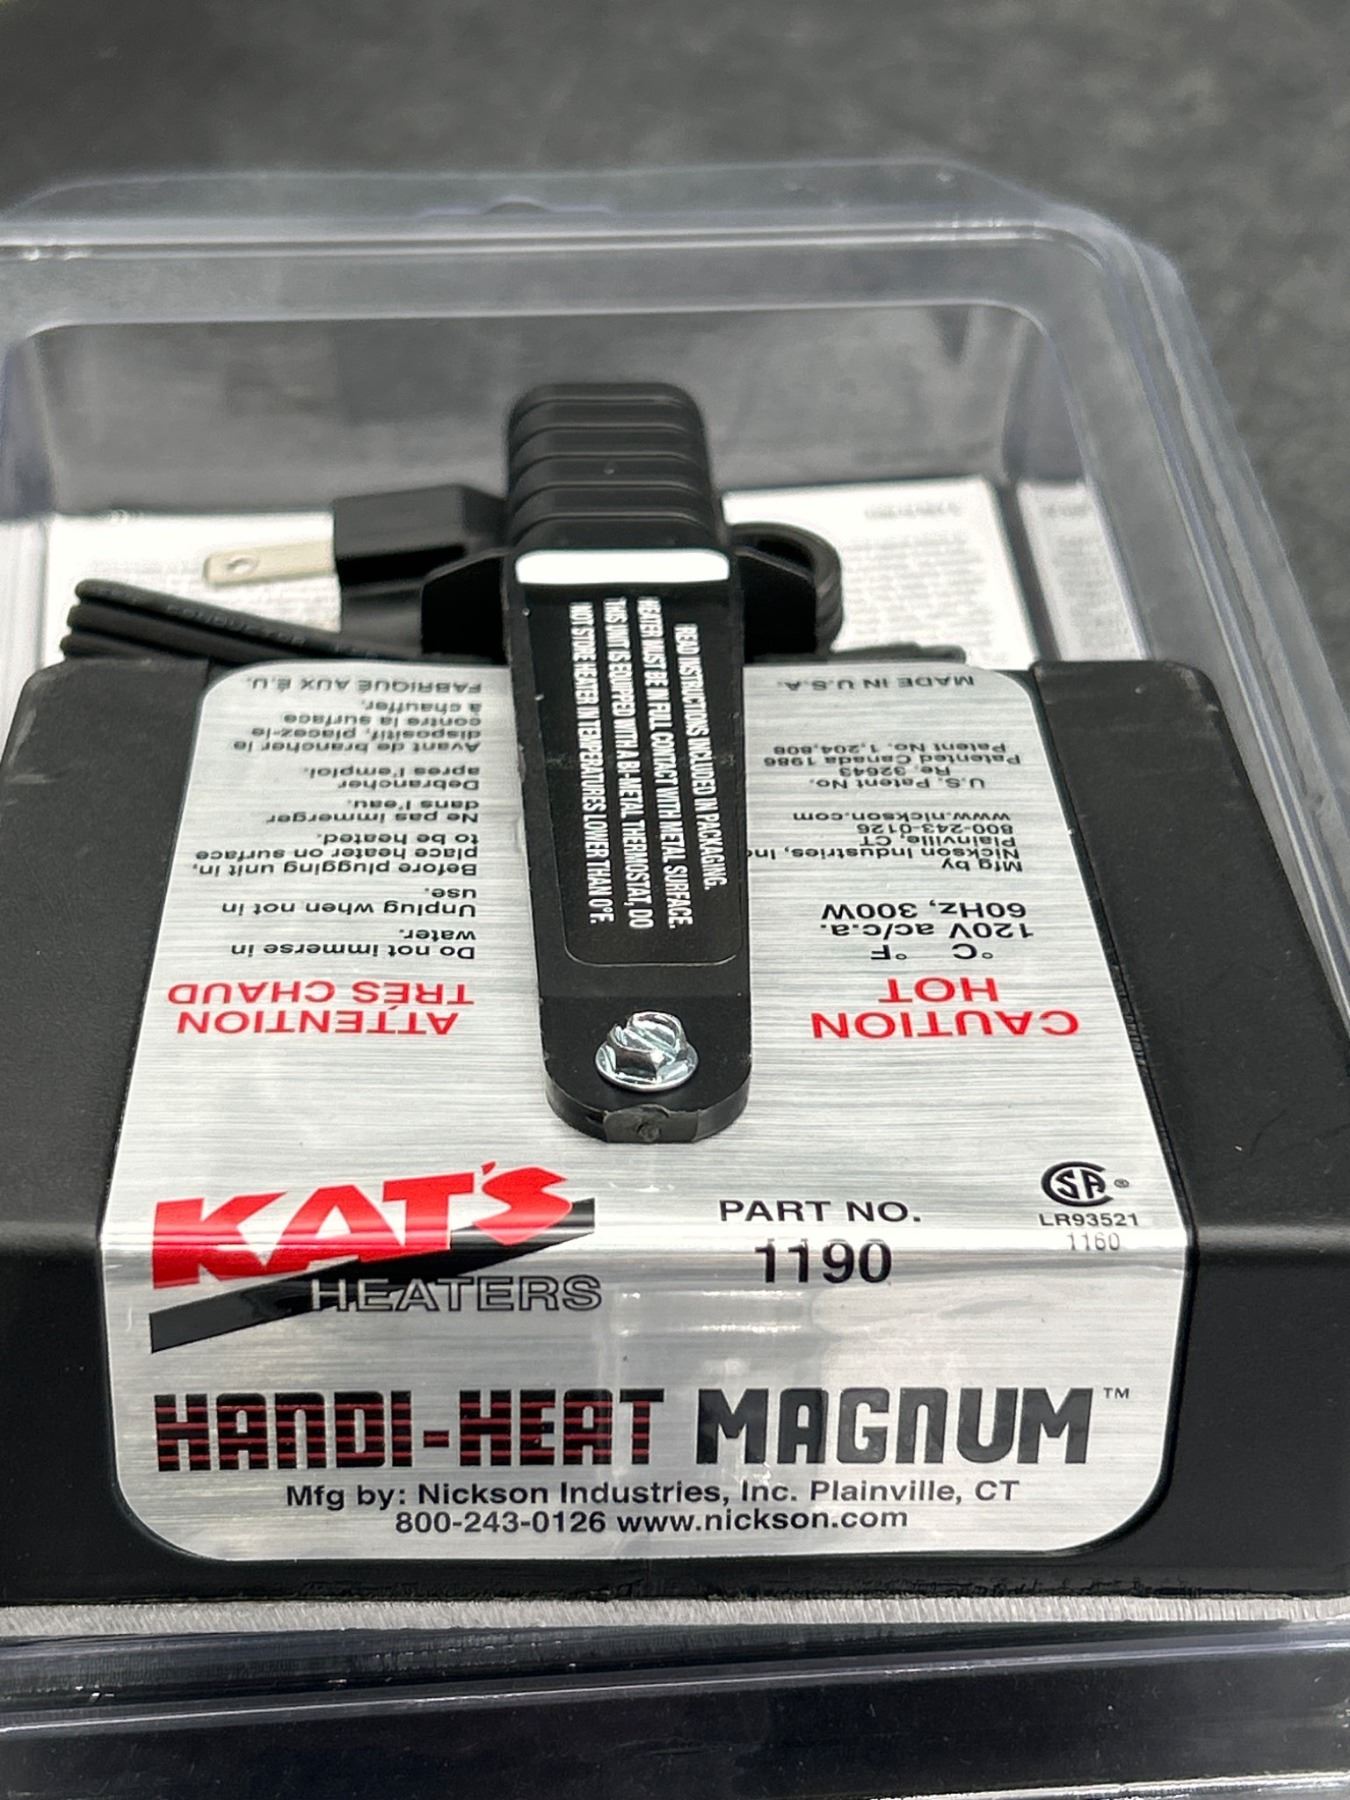 READ INSTRUCTIONS INCLUDED IN PACKAGING.
HEATER MUST BE IN FULL CONTACT WITH METAL SURFACE.
THIS UNIT IS EQUIPPED WITH A BI-METAL THERMOSTAT, DO
NOT STORE HEATER IN TEMPERATURES LOWER THAN 0°F.
CAUTION
HOT
°C °F
120V ac/c.a.
60Hz, 300W
Mfg by
Nickson Industries, Inc
Plainville, CT
800-243-0126
www.nickson.com
U.S. Patent No.
Re. 32643
Patented Canada 1986
Patent No. 1,204,808
MADE IN U.S.A.
ATTENTION
TRÉS CHAUD
Do not immerse in
water.
Unplug when not in
use.
Before plugging unit in,
place heater on surface
to be heated.
Ne pas immerger
dans l'eau.
Debrancher
apres l'emploi.
Avant de brancher le
dispositif, placez-le
contre la surface
à chauffer.
FABRIQUÉ AUX É.U.
KAT'S
HEATERS
PART NO.
1190
CSA ®
LR93521
1160
HANDI-HEAT MAGNUM™
Mfg by: Nickson Industries, Inc. Plainville, CT
800-243-0126 www.nickson.com